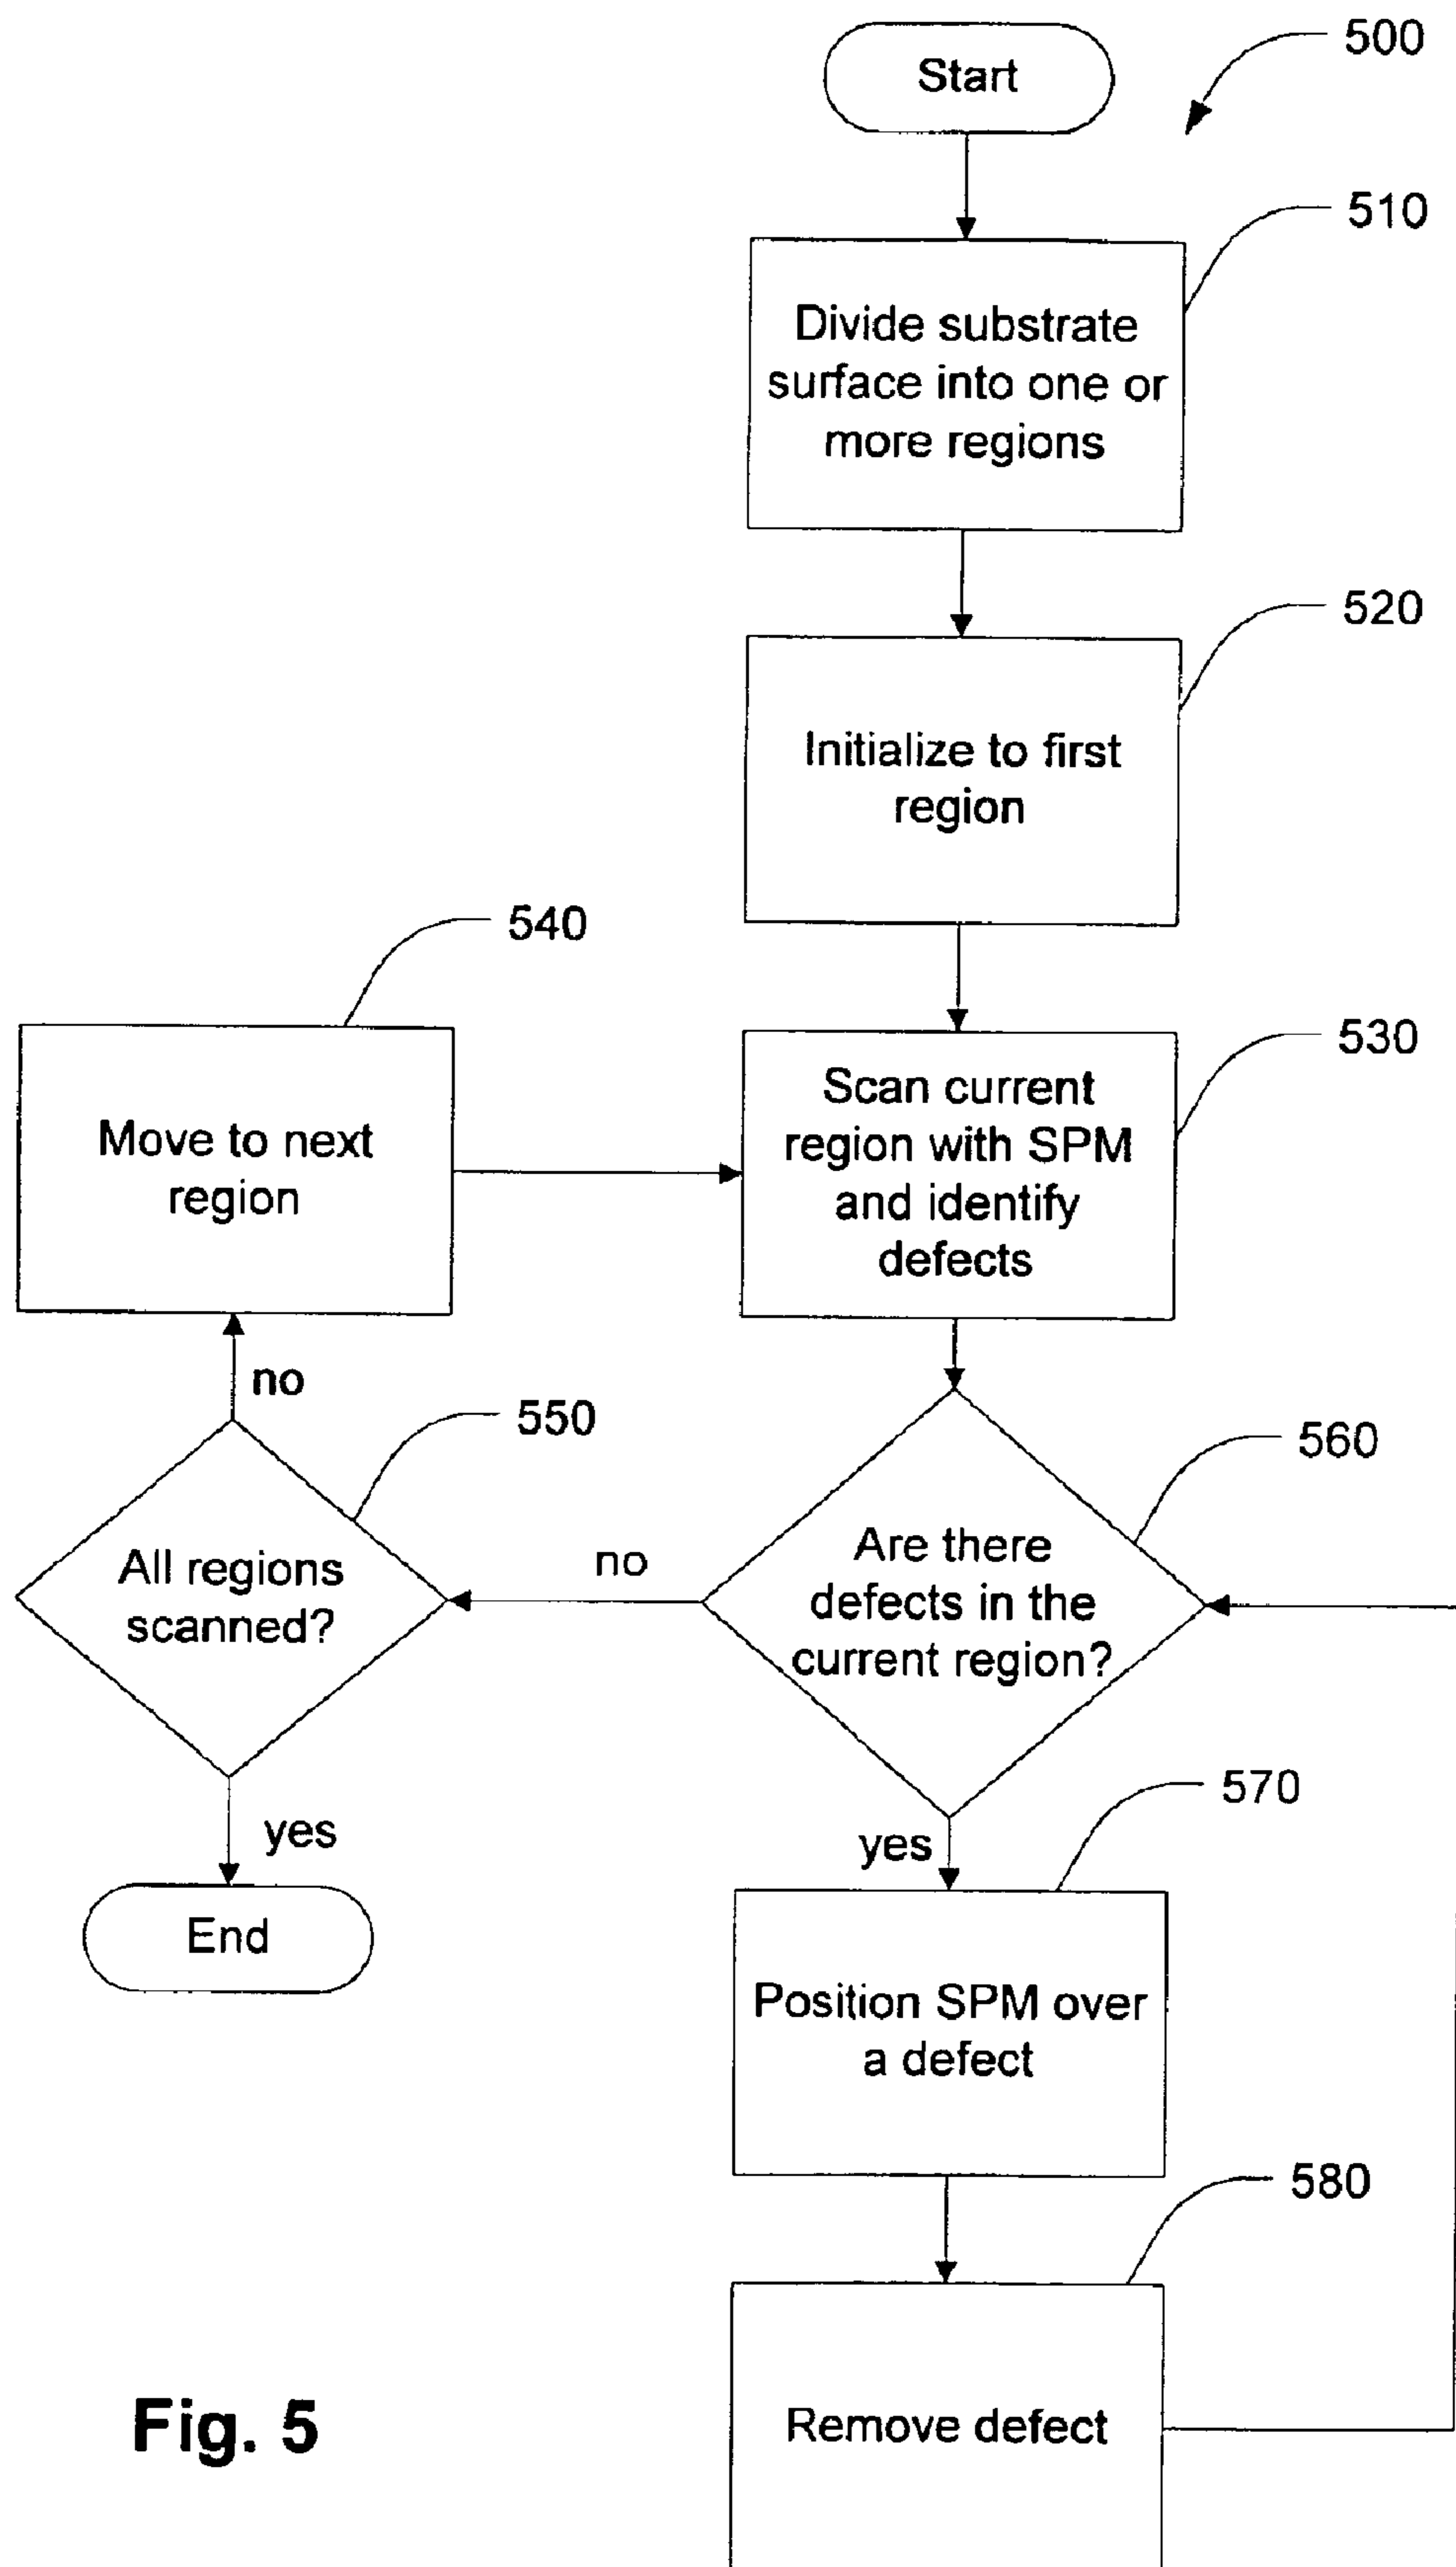 Start
500
510
Divide substrate
surface into one or
more regions
520
Initialize to first
region
540
530
Move to next
region
Scan current
region with SPM
and identify
defects
no
550
560
All regions
scanned?
no
Are there
defects in the
current region?
yes
570
yes
End
Position SPM over
a defect
580
Remove defect
Fig. 5